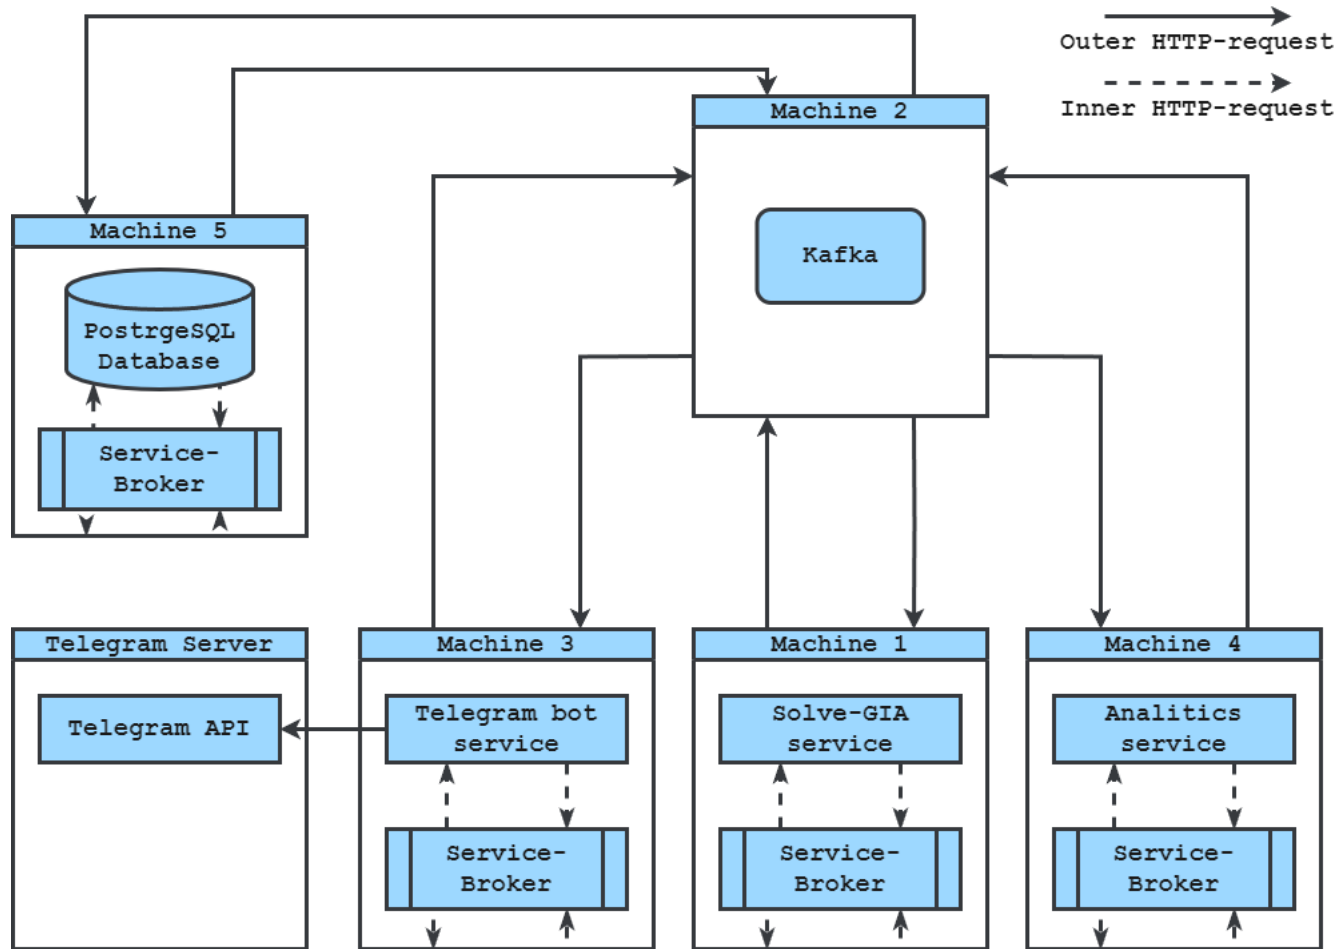 Outer HTTP-request
Inner HTTP-request
Machine 2
Kafka
Machine 5
PostrgeSQL
Database
Service-
Broker
Telegram Server
Telegram API
Machine 3
Telegram bot
service
Service-
Broker
Machine 1
Solve-GIA
service
Service-
Broker
Machine 4
Analitics
service
Service-
Broker